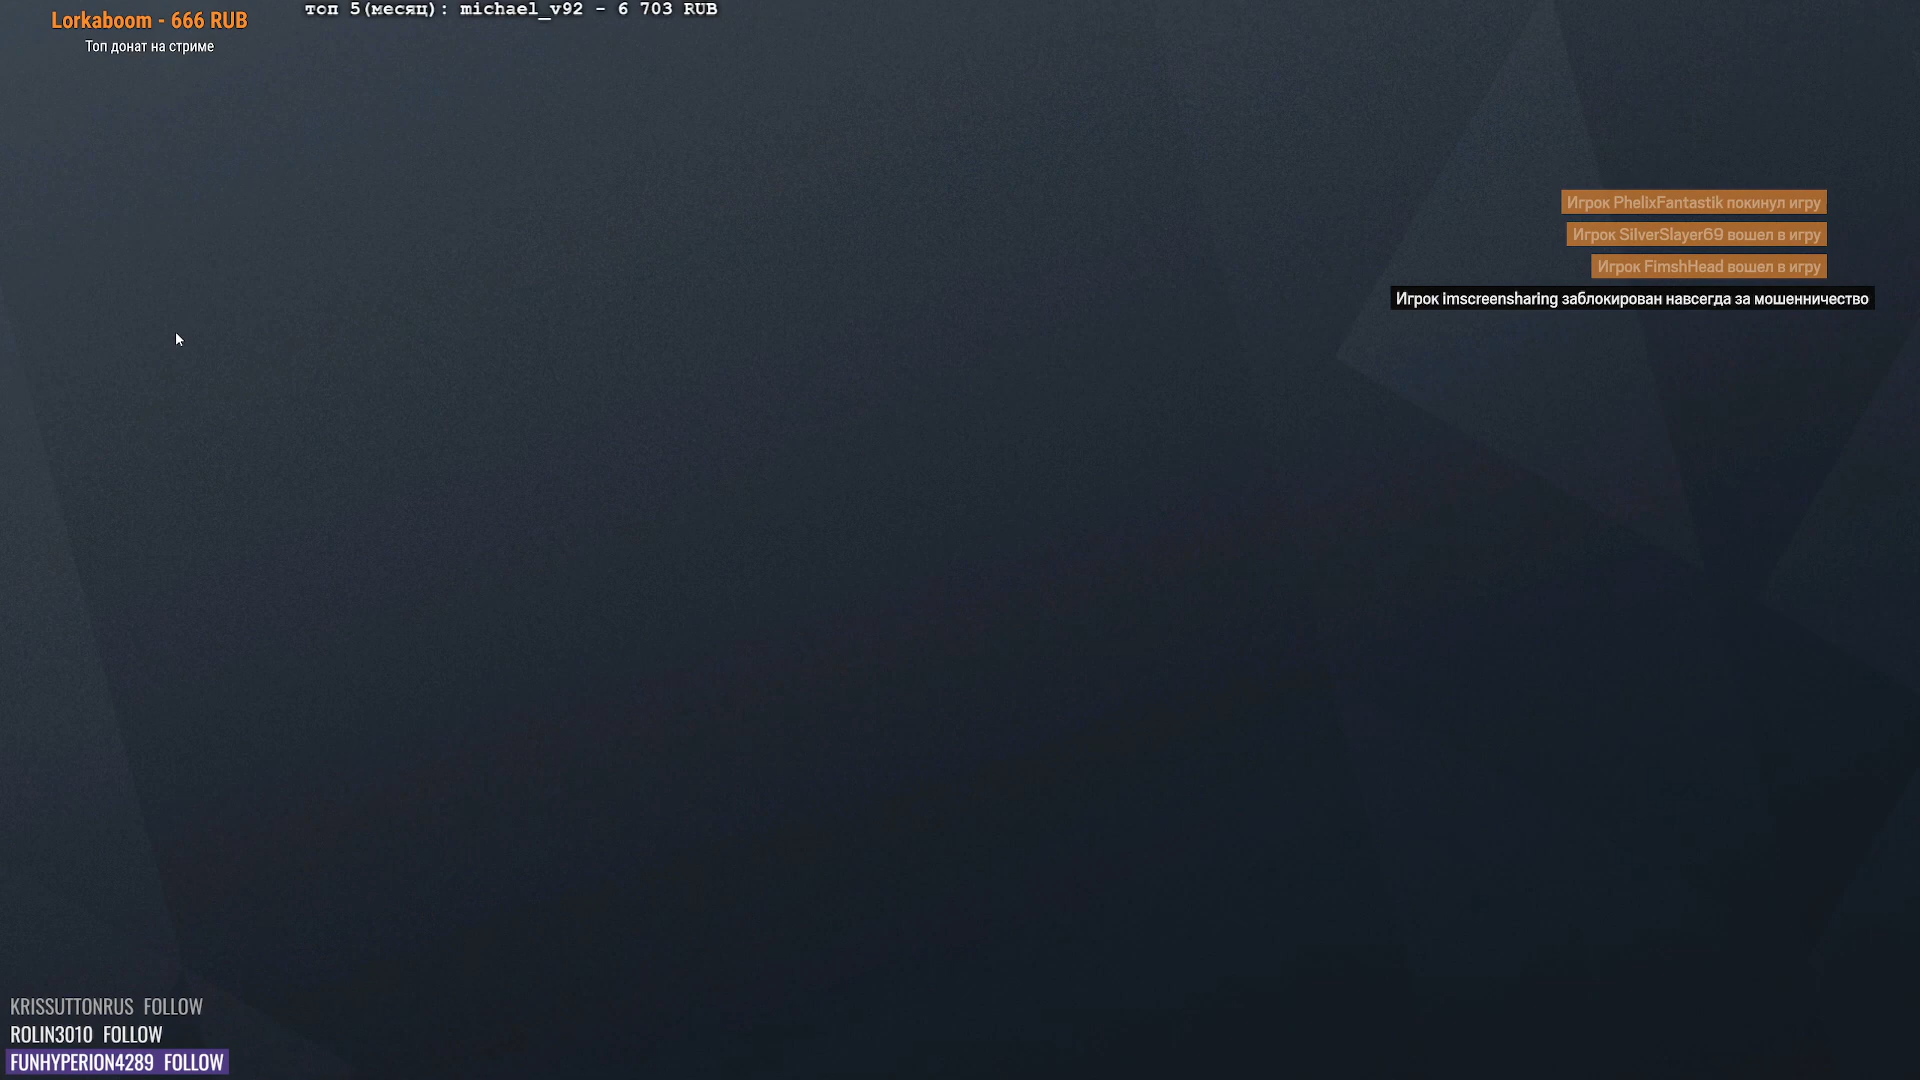 Lorkaboom - 666 RUB
Топ донат на стриме
топ 5(месяц): michael_v92 - 6 703 RUB
Игрок PhelixFantastik покинул игру
Игрок SilverSlayer69 вошел в игру
Игрок FimshHead вошел в игру
Игрок imscreensharing заблокирован навсегда за мошенничество
KRISSUTTONRUS FOLLOW
ROLIN3010 FOLLOW
FUNHYPERION4289 FOLLOW